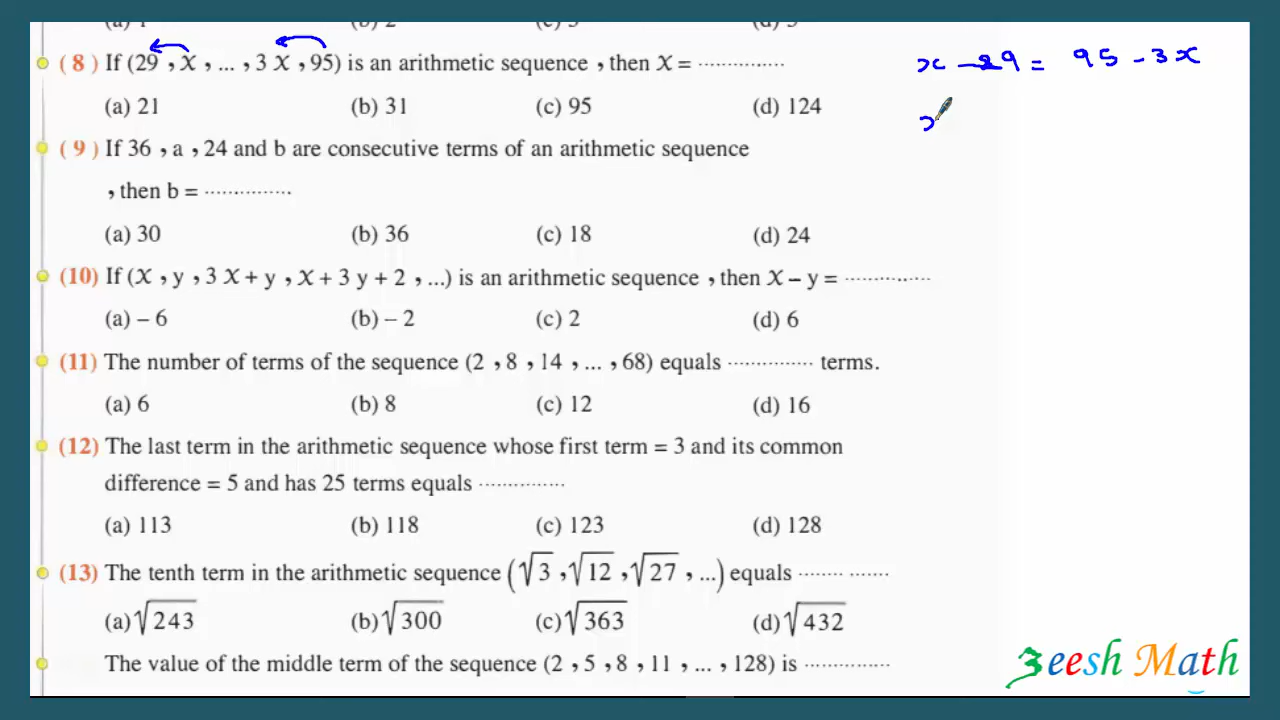 (8) If (29 , x , ... , 3 x , 95) is an arithmetic sequence , then x = ...............
x - 29 = 95 - 3x
(a) 21 (b) 31 (c) 95 (d) 124
x
(9) If 36 , a , 24 and b are consecutive terms of an arithmetic sequence
, then b = ...............
(a) 30 (b) 36 (c) 18 (d) 24
(10) If (x , y , 3 x + y , x + 3 y + 2 , ...) is an arithmetic sequence , then x – y = ...............
(a) – 6 (b) – 2 (c) 2 (d) 6
(11) The number of terms of the sequence (2 , 8 , 14 , ... , 68) equals ............... terms.
(a) 6 (b) 8 (c) 12 (d) 16
(12) The last term in the arithmetic sequence whose first term = 3 and its common
difference = 5 and has 25 terms equals ...............
(a) 113 (b) 118 (c) 123 (d) 128
(13) The tenth term in the arithmetic sequence (√3 , √12 , √27 , ...) equals ........ .......
(a) √243 (b) √300 (c) √363 (d) √432
The value of the middle term of the sequence (2 , 5 , 8 , 11 , ... , 128) is ...............
Zeesh Math